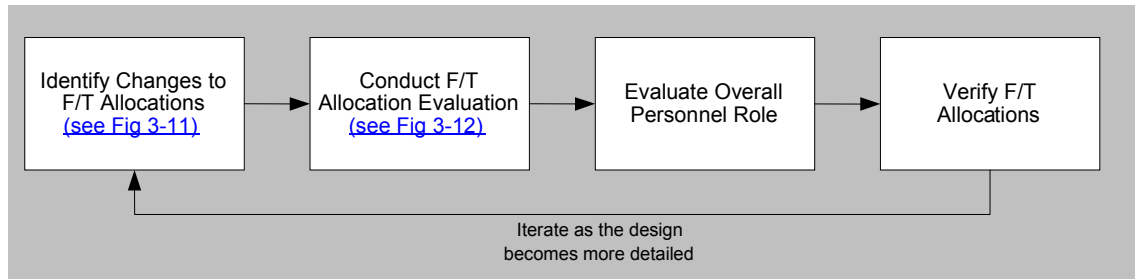 Identify Changes to
F/T Allocations
(see Fig 3-11)
Conduct F/T
Allocation Evaluation
(see Fig 3-12)
Evaluate Overall
Personnel Role
Verify F/T
Allocations
Iterate as the design
becomes more detailed